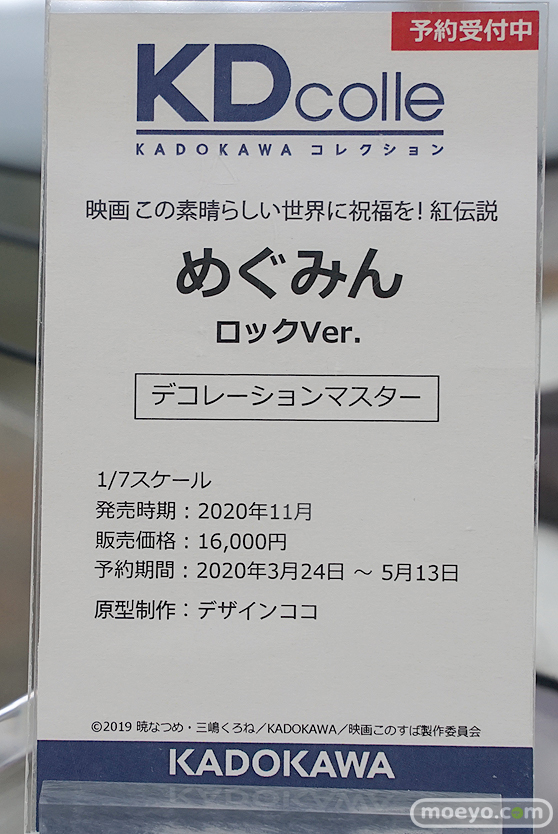 予約受付中
KDcolle
KADOKAWA コレクション
映画 この素晴らしい世界に祝福を! 紅伝説
めぐみん
ロックVer.
デコレーションマスター
1/7スケール
発売時期：2020年11月
販売価格：16,000円
予約期間：2020年3月24日 ～ 5月13日
原型制作：デザインココ
©2019 暁なつめ・三嶋くろね／KADOKAWA／映画このすば製作委員会
KADOKAWA
moeyo.com